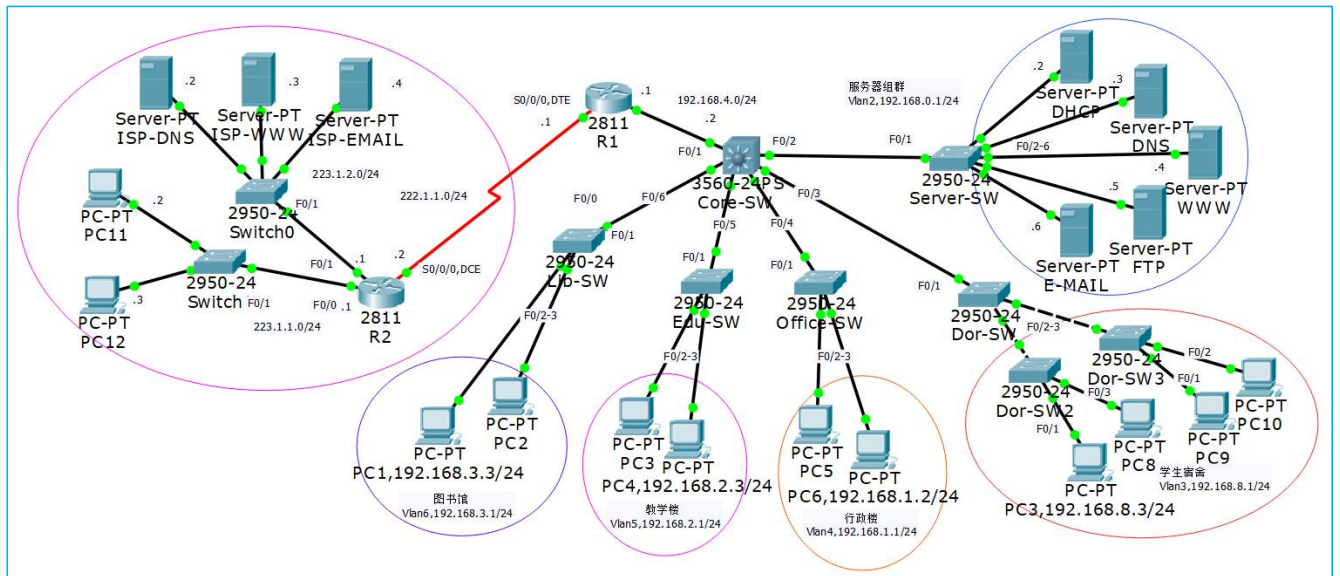 .2
Server-PT
ISP-DNS
.3
Server-PT
ISP-WWW
.4
Server-PT
ISP-EMAIL
223.1.2.0/24
2950-24
Switch0
F0/1
PC-PT
PC11
.2
2950-24
Switch
PC-PT
PC12
.3
F0/1
223.1.1.0/24
F0/1
.1
F0/0
.1
2811
R2
.2
S0/0/0,DCE
222.1.1.0/24
S0/0/0,DTE
.1
2811
R1
.1
192.168.4.0/24
.2
F0/1
F0/2
3560-24PS
Core-SW
F0/0
F0/6
F0/5
F0/4
F0/3
F0/1
2950-24
Lib-SW
F0/2-3
PC-PT
PC1,192.168.3.3/24
PC-PT
PC2
图书馆
Vlan6,192.168.3.1/24
F0/1
2950-24
Edu-SW
F0/2-3
PC-PT
PC3
PC-PT
PC4,192.168.2.3/24
教学楼
Vlan5,192.168.2.1/24
F0/1
2950-24
Office-SW
F0/2-3
PC-PT
PC5
PC-PT
PC6,192.168.1.2/24
行政楼
Vlan4,192.168.1.1/24
服务器组群
Vlan2,192.168.0.1/24
F0/1
2950-24
Server-SW
F0/2-6
.2
Server-PT
DHCP
.3
Server-PT
DNS
.4
Server-PT
WWW
.5
Server-PT
FTP
.6
Server-PT
E-MAIL
F0/1
2950-24
Dor-SW
F0/2-3
2950-24
Dor-SW3
F0/2
F0/1
PC-PT
PC10
PC-PT
PC9
2950-24
Dor-SW2
F0/3
F0/1
PC-PT
PC8
PC-PT
PC3,192.168.8.3/24
学生宿舍
Vlan3,192.168.8.1/24